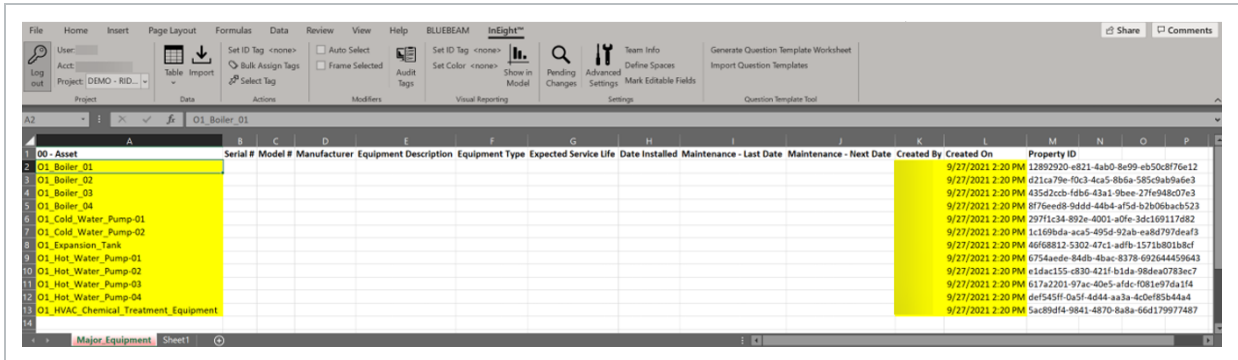 File Home Insert Page Layout Formulas Data Review View Help BLUEBEAM InEight™ Share Comments
User:
Acct:
Project: DEMO - RID...
Log out
Project
Table Import
Data
Set ID Tag <none>
Bulk Assign Tags
Select Tag
Actions
Auto Select
Frame Selected
Modifiers
Audit Tags
Set ID Tag <none>
Set Color <none>
Show in Model
Visual Reporting
Pending Changes
Advanced Settings
Team Info
Define Spaces
Mark Editable Fields
Settings
Generate Question Template Worksheet
Import Question Templates
Question Template Tool
A2 fx O1_Boiler_01
A B C D E F G H I J K L M N O P
1 00 - Asset Serial # Model # Manufacturer Equipment Description Equipment Type Expected Service Life Date Installed Maintenance - Last Date Maintenance - Next Date Created By Created On Property ID
2 O1_Boiler_01 9/27/2021 2:20 PM 12892920-e821-4ab0-8e99-eb50c8f76e12
3 O1_Boiler_02 9/27/2021 2:20 PM d21ca79e-f0c3-4ca5-8b6a-585c9ab9a6e3
4 O1_Boiler_03 9/27/2021 2:20 PM 435d2ccb-fdb6-43a1-9bee-27fe948c07e3
5 O1_Boiler_04 9/27/2021 2:20 PM 8f76eed8-9ddd-44b4-af5d-b2b06bacb523
6 O1_Cold_Water_Pump-01 9/27/2021 2:20 PM 297f1c34-892e-4001-a0fe-3dc169117d82
7 O1_Cold_Water_Pump-02 9/27/2021 2:20 PM 1c169bda-aca5-495d-92ab-ea8d797deaf3
8 O1_Expansion_Tank 9/27/2021 2:20 PM 46f68812-5302-47c1-adfb-1571b801b8cf
9 O1_Hot_Water_Pump-01 9/27/2021 2:20 PM 6754aede-84db-4bac-8378-692644459643
10 O1_Hot_Water_Pump-02 9/27/2021 2:20 PM e1dac155-c830-421f-b1da-98dea0783ec7
11 O1_Hot_Water_Pump-03 9/27/2021 2:20 PM 617a2201-97ac-40e5-afdc-f081e97da1f4
12 O1_Hot_Water_Pump-04 9/27/2021 2:20 PM def545ff-0a5f-4d44-aa3a-4c0ef85b44a4
13 O1_HVAC_Chemical_Treatment_Equipment 9/27/2021 2:20 PM 5ac89df4-9841-4870-8a8a-66d179977487
14
Major_Equipment Sheet1